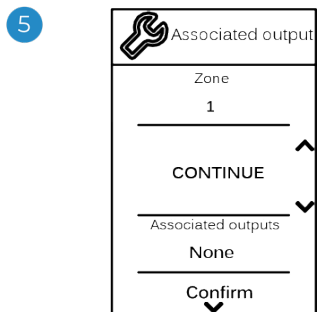 5
Associated output
Zone
1
CONTINUE
Associated outputs
None
Confirm